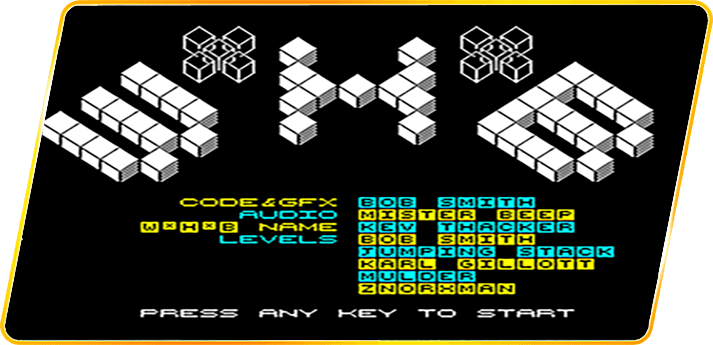 W*H*B
CODE&GFX BOB SMITH
AUDIO MISTER BEEP
W*H*B NAME KEV THACKER
LEVELS BOB SMITH
JUMPING STACK
KARL GILLOTT
MULDER
ZNORXMAN
PRESS ANY KEY TO START